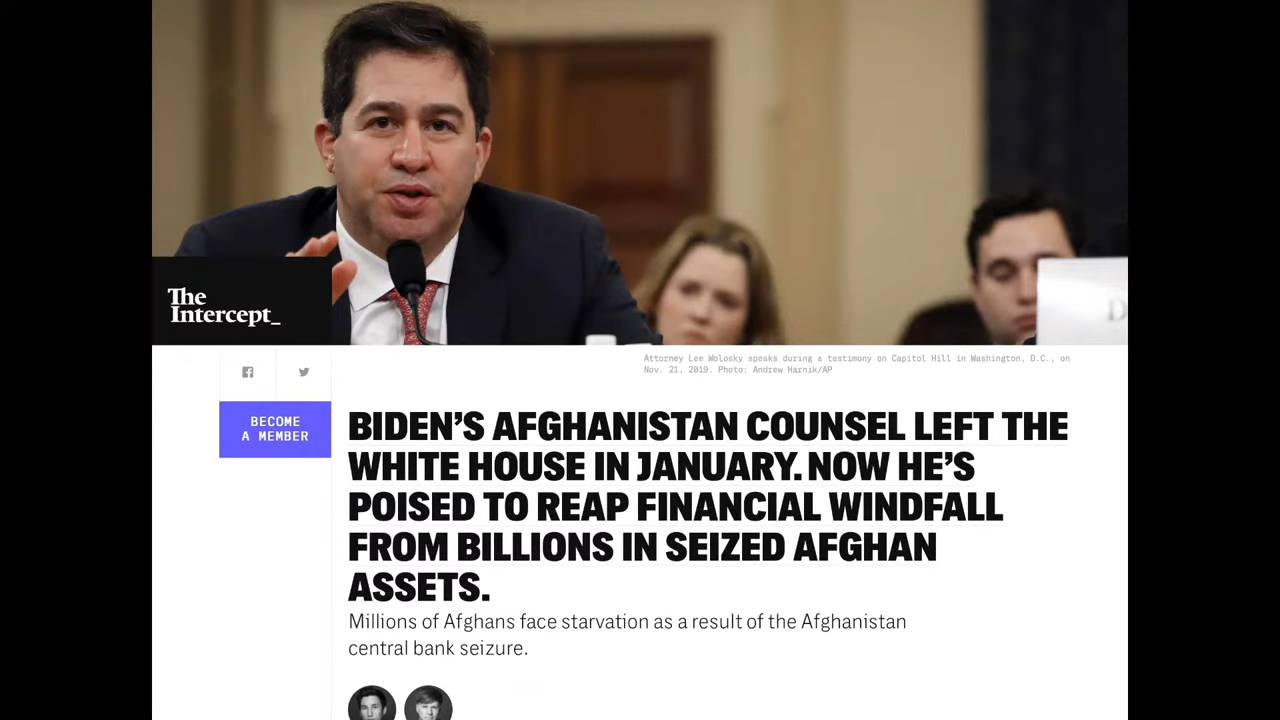 The
Intercept_
D
Attorney Lee Wolosky speaks during a testimony on Capitol Hill in Washington, D.C., on
Nov. 21, 2019. Photo: Andrew Harnik/AP
BECOME
A MEMBER
BIDEN’S AFGHANISTAN COUNSEL LEFT THE
WHITE HOUSE IN JANUARY. NOW HE’S
POISED TO REAP FINANCIAL WINDFALL
FROM BILLIONS IN SEIZED AFGHAN
ASSETS.
Millions of Afghans face starvation as a result of the Afghanistan
central bank seizure.